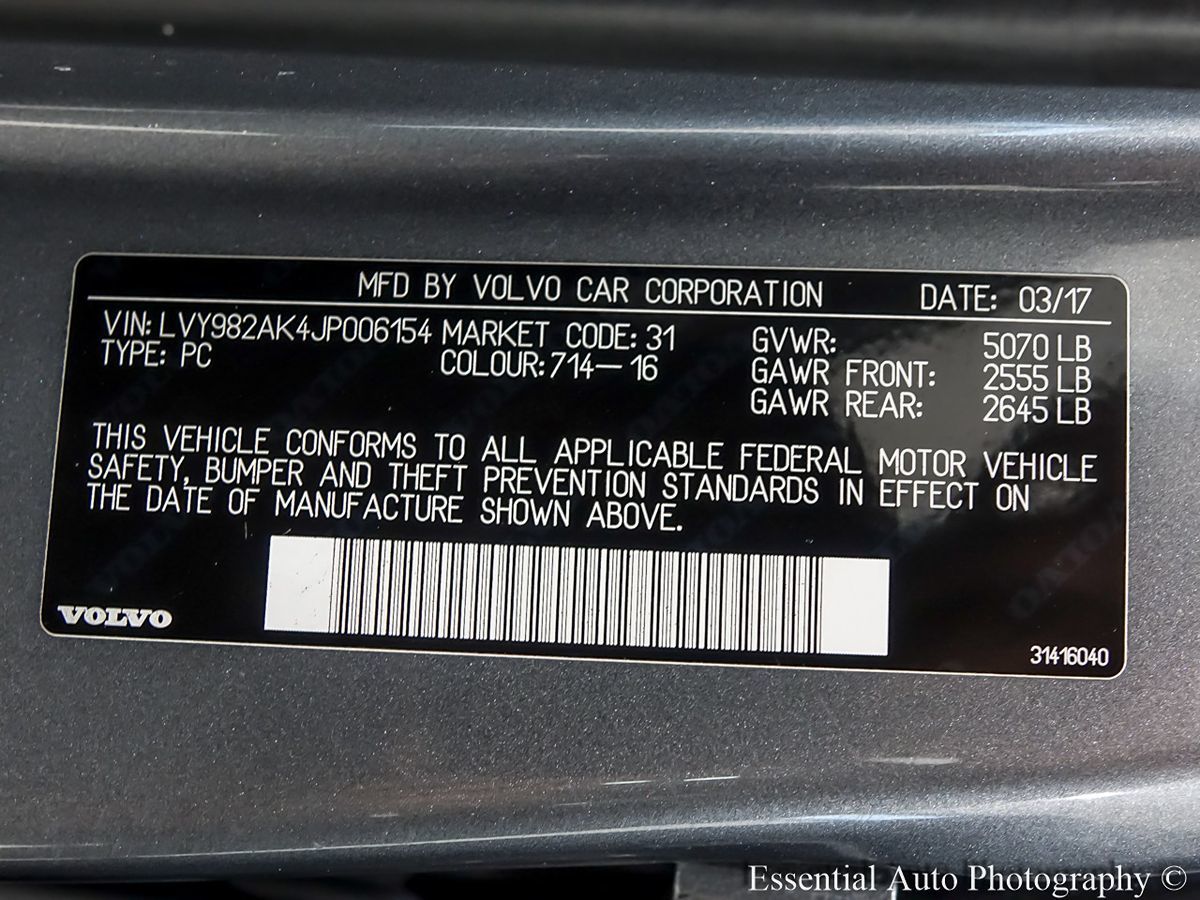 MFD BY VOLVO CAR CORPORATION DATE: 03/17
VIN: LVY982AK4JP006154 MARKET CODE: 31 GVWR: 5070 LB
TYPE: PC COLOUR: 714-16 GAWR FRONT: 2555 LB
GAWR REAR: 2645 LB
THIS VEHICLE CONFORMS TO ALL APPLICABLE FEDERAL MOTOR VEHICLE
SAFETY, BUMPER AND THEFT PREVENTION STANDARDS IN EFFECT ON
THE DATE OF MANUFACTURE SHOWN ABOVE.
VOLVO
31416040
Essential Auto Photography ©